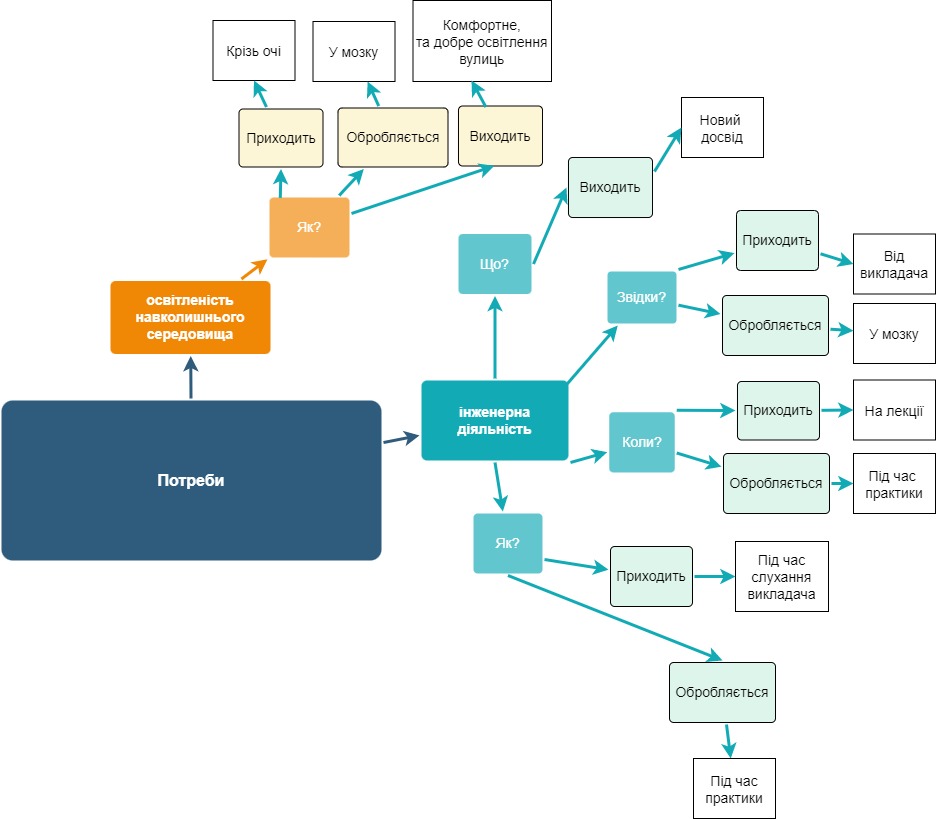 Крізь очі
У мозку
Комфортне,
та добре освітлення
вулиць
Приходить
Обробляється
Виходить
Новий
досвід
Виходить
Як?
Що?
Приходить
Від
викладача
Звідки?
освітленість
навколишнього
середовища
Обробляється
У мозку
інженерна
діяльність
Приходить
На лекції
Коли?
Потреби
Обробляється
Під час
практики
Як?
Приходить
Під час
слухання
викладача
Обробляється
Під час
практики